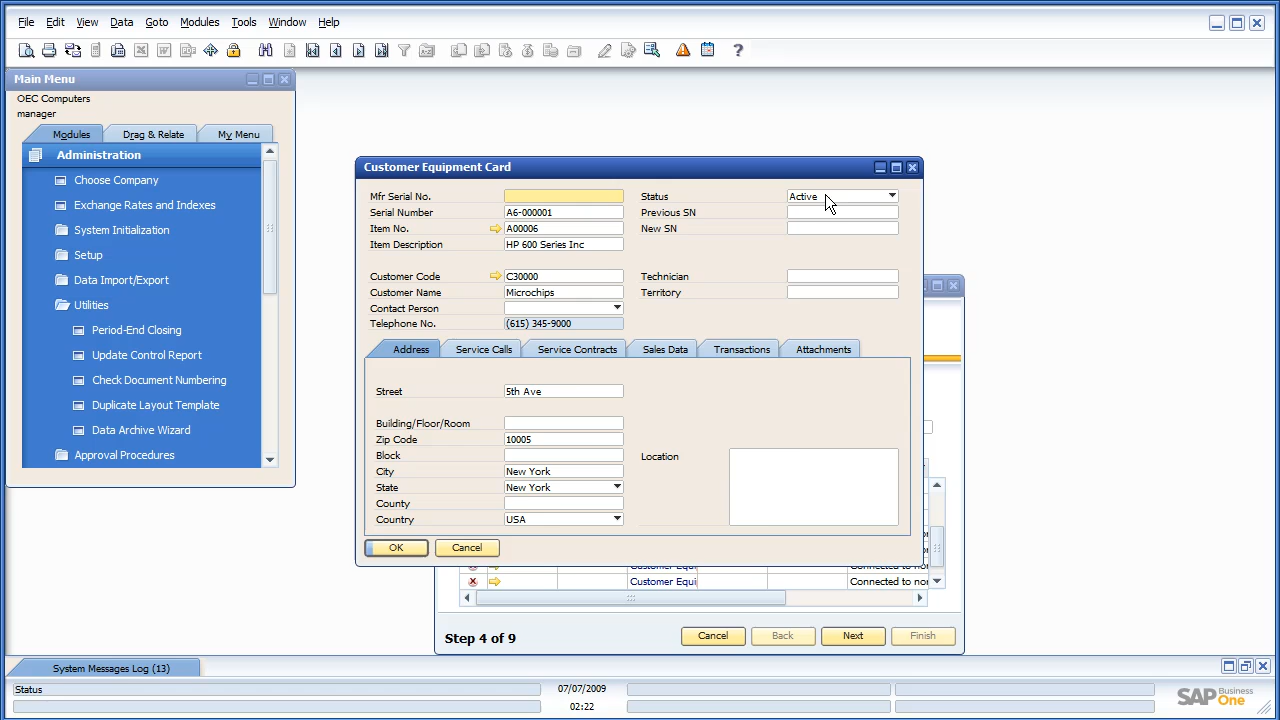 File Edit View Data Goto Modules Tools Window Help
Main Menu
OEC Computers
manager
Modules Drag & Relate My Menu
Administration
Choose Company
Exchange Rates and Indexes
System Initialization
Setup
Data Import/Export
Utilities
Period-End Closing
Update Control Report
Check Document Numbering
Duplicate Layout Template
Data Archive Wizard
Approval Procedures
Customer Equipment Card
Mfr Serial No. Status Active
Serial Number A6-000001 Previous SN
Item No. A00006 New SN
Item Description HP 600 Series Inc
Customer Code C30000 Technician
Customer Name Microchips Territory
Contact Person
Telephone No. (615) 345-9000
Address Service Calls Service Contracts Sales Data Transactions Attachments
Street 5th Ave
Building/Floor/Room
Zip Code 10005
Block Location
City New York
State New York
County
Country USA
OK Cancel
Customer Equi Connected to nor
Customer Equi Connected to nor
Step 4 of 9 Cancel Back Next Finish
System Messages Log (13)
Status 07/07/2009
02:22
SAP Business One